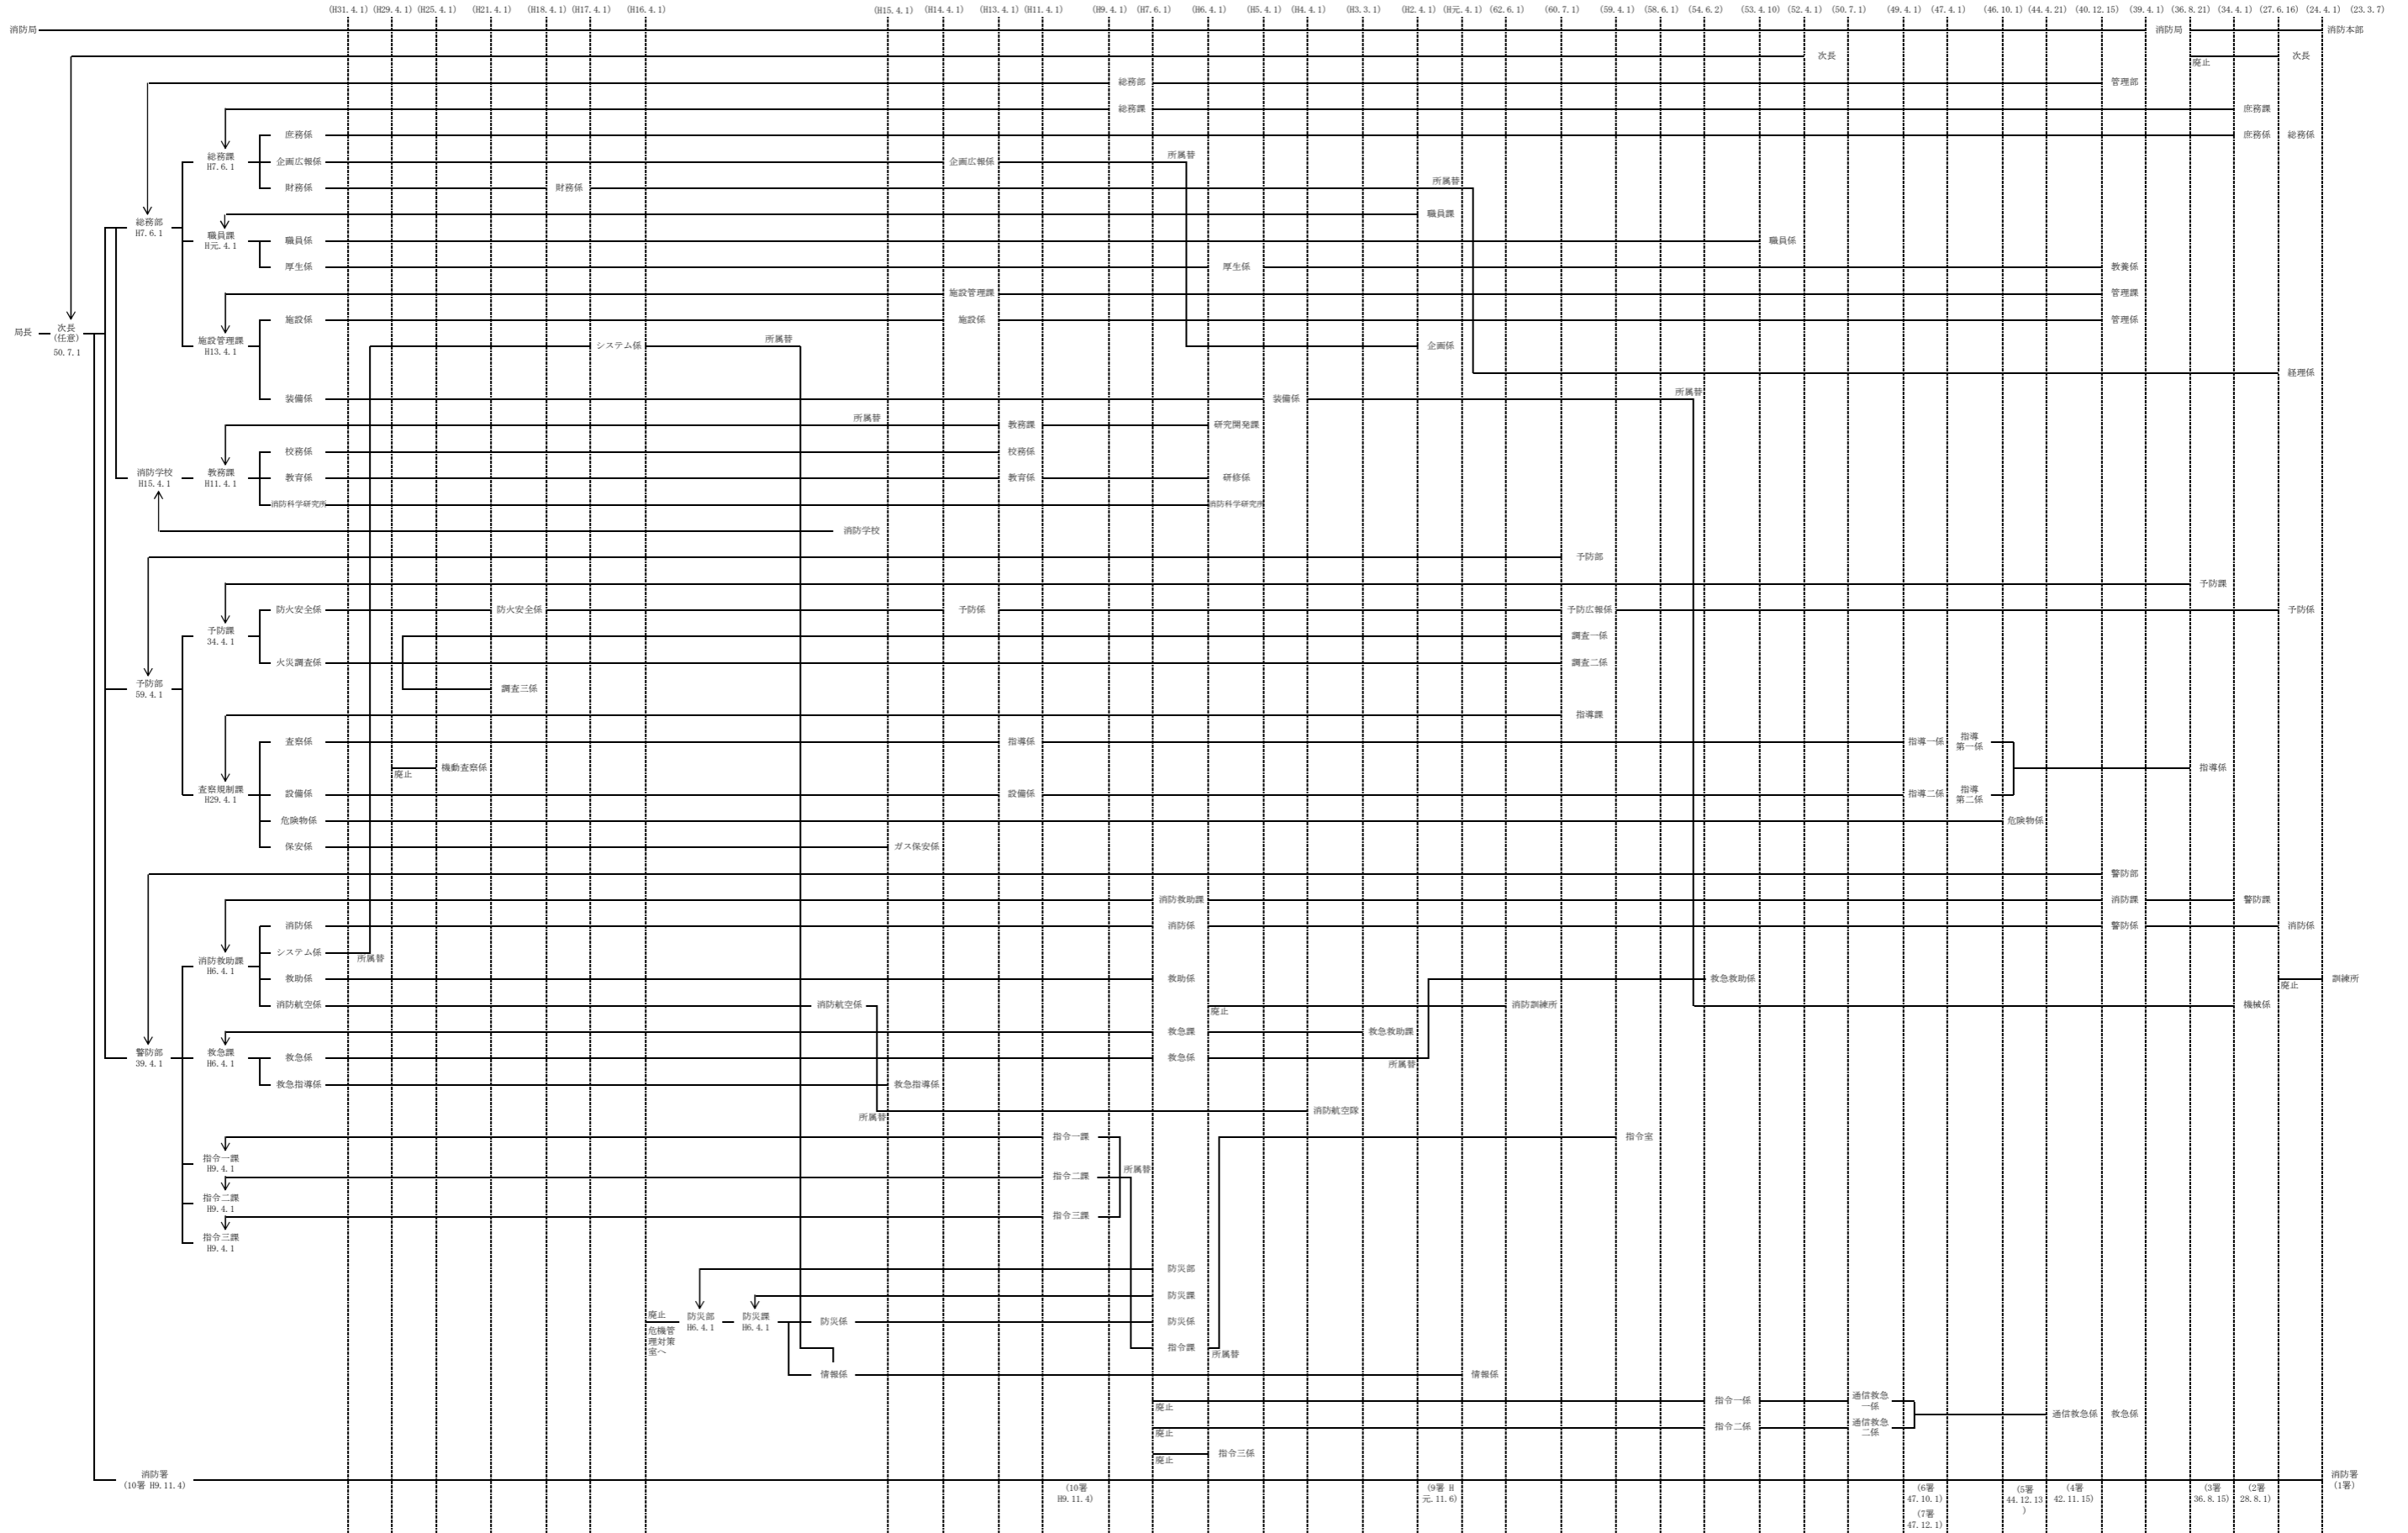 (H31.4.1) (H29.4.1) (H25.4.1) (H21.4.1) (H18.4.1) (H17.4.1) (H16.4.1) (H15.4.1) (H14.4.1) (H13.4.1) (H11.4.1) (H9.4.1) (H7.6.1) (H6.4.1) (H5.4.1) (H4.4.1) (H3.3.1) (H2.4.1) (H元.4.1) (62.6.1) (60.7.1) (59.4.1) (58.6.1) (54.6.2) (53.4.10) (52.4.1) (50.7.1) (49.4.1) (47.4.1) (46.10.1) (44.4.21) (40.12.15) (39.4.1) (36.8.21) (34.4.1) (27.6.16) (24.4.1) (23.3.7)
消防局 消防局 消防本部
次長 廃止 次長
総務部 管理部
総務課 庶務課
庶務係 庶務係 総務係
総務課
H7.6.1
企画広報係 企画広報係 所属替
財務係 財務係 所属替
総務部
H7.6.1
職員課
職員課
H元.4.1
職員係 職員係
厚生係 厚生係 教養係
施設管理課 管理課
施設係 施設係 管理係
局長 次長
(任意)
50.7.1
施設管理課
H13.4.1
システム係 所属替 企画係
経理係
装備係 装備係 所属替
所属替 教務課 研究開発課
校務係 校務係
消防学校
H15.4.1
教務課
H11.4.1
教育係 教育係 研修係
消防科学研究所 消防科学研究所
消防学校
予防部
予防課
防火安全係 防火安全係 予防係 予防広報係 予防係
予防課
34.4.1
調査一係
火災調査係 調査二係
予防部
59.4.1
調査三係
指導課
査察係 指導係 指導一係 指導
第一係
廃止 機動査察係 指導係
査察規制課
H29.4.1
設備係 設備係 指導二係 指導
第二係
危険物係 危険物係
保安係 ガス保安係
警防部
消防救助課 消防課 警防課
消防係 消防係 警防係 消防係
システム係 所属替
消防救助課
H6.4.1
救助係 救助係 救急救助係 廃止 訓練所
消防航空係 消防航空係 廃止 消防訓練所 機械係
救急課 救急救助課
警防部
39.4.1
救急課
H6.4.1
救急係 救急係 所属替
救急指導係 救急指導係
所属替 消防航空隊
指令一課 指令室
指令一課
H9.4.1
所属替
指令二課
指令二課
H9.4.1
指令三課
指令三課
H9.4.1
防災部
防災課
廃止
危機管
理対策
室へ
防災部
H6.4.1
防災課
H6.4.1
防災係 防災係
指令課 所属替
情報係 情報係
廃止 指令一係 通信救急
一係
通信救急係 救急係
廃止 指令二係 通信救急
二係
廃止 指令三係
消防署
(10署 H9.11.4)
消防署
(1署)
(10署
H9.11.4)
(9署 H
元.11.6)
(6署
47.10.1)
(7署
47.12.1)
(5署
44.12.13
)
(4署
42.11.15)
(3署
36.8.15)
(2署
28.8.1)